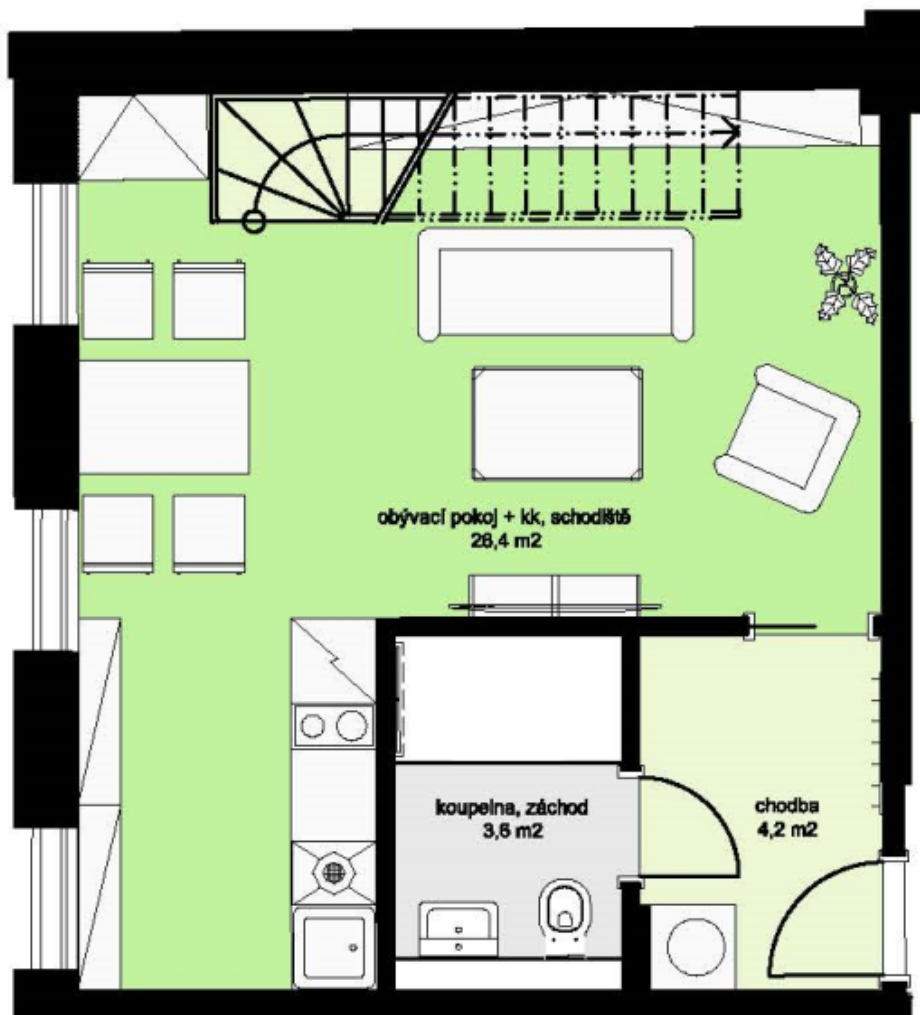 obývací pokoj + kk, schodiště
26,4 m2
koupelna, záchod
3,6 m2
chodba
4,2 m2